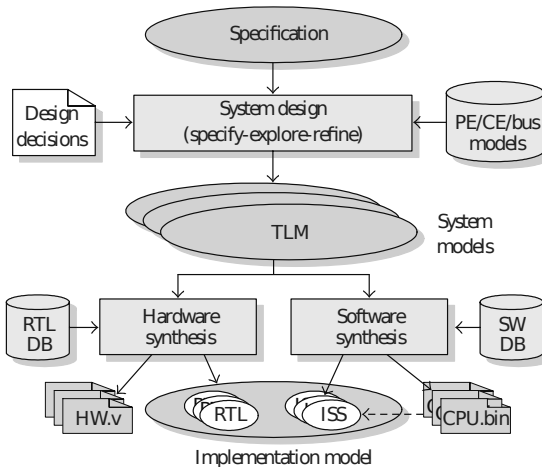 Specification
Design
decisions
System design
(specify-explore-refine)
PE/CE/bus
models
TLM
System
models
RTL
DB
Hardware
synthesis
Software
synthesis
SW
DB
HW.v
RTL
ISS
CPU.bin
Implementation model